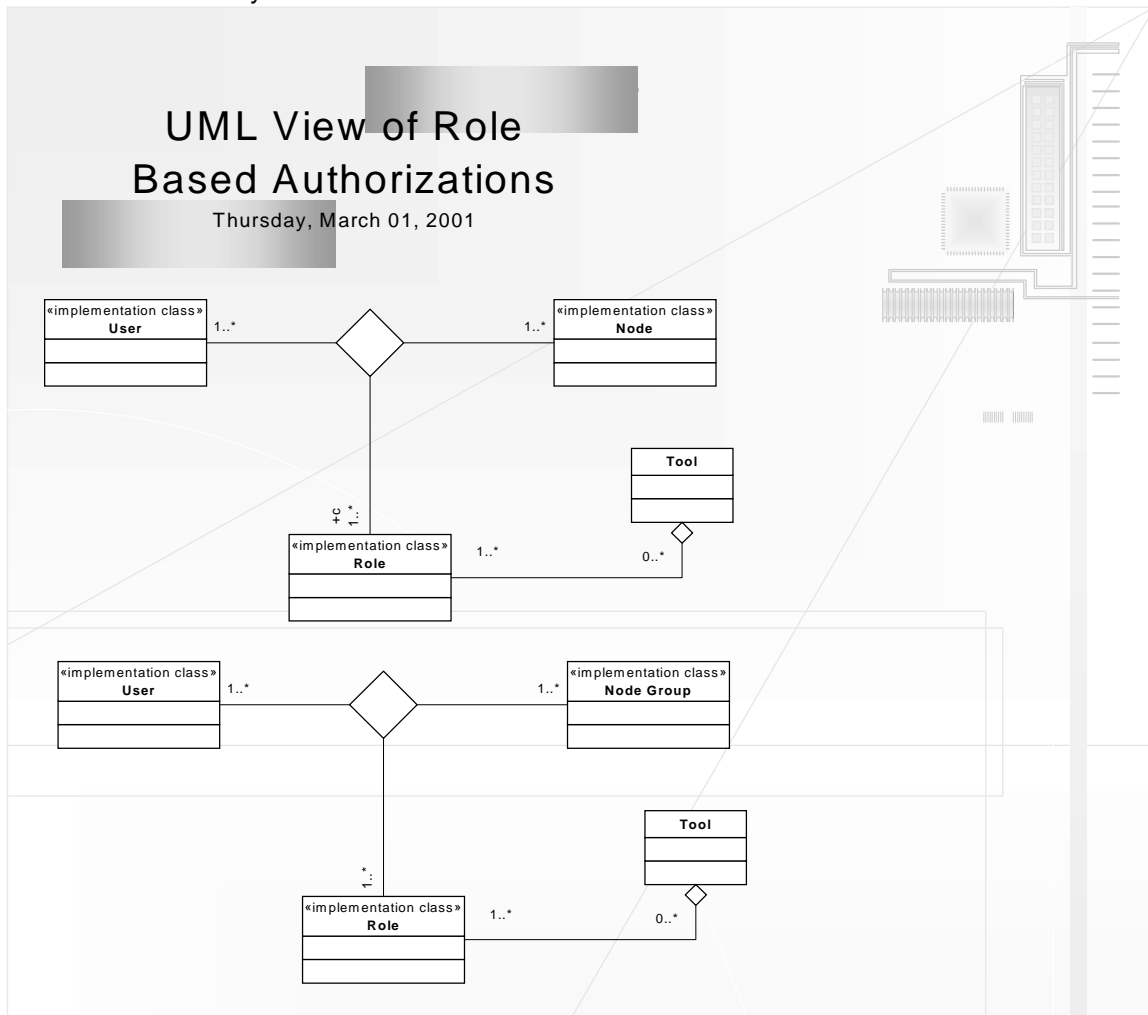 UML View of Role
Based Authorizations
Thursday, March 01, 2001
«implementation class»
User
1..*
1..*
«implementation class»
Node
Tool
+c
1..*
«implementation class»
Role
1..*
0..*
«implementation class»
User
1..*
1..*
«implementation class»
Node Group
Tool
1..*
«implementation class»
Role
1..*
0..*